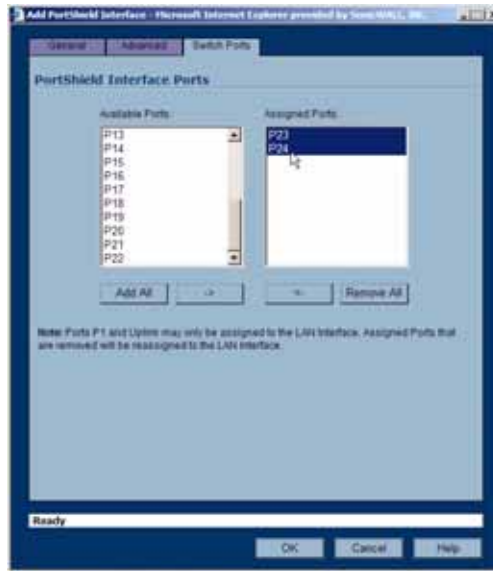 Add PortShield Interface - Microsoft Internet Explorer provided by SonicWALL, INC.
General Advanced Switch Ports
PortShield Interface Ports
Available Ports: Assigned Ports:
P13
P14
P15
P16
P17
P18
P19
P20
P21
P22
P23
P24
Add All -> <- Remove All
Note: Ports P1 and Uplink may only be assigned to the LAN Interface. Assigned Ports that
are removed will be reassigned to the LAN Interface.
Ready
OK Cancel Help